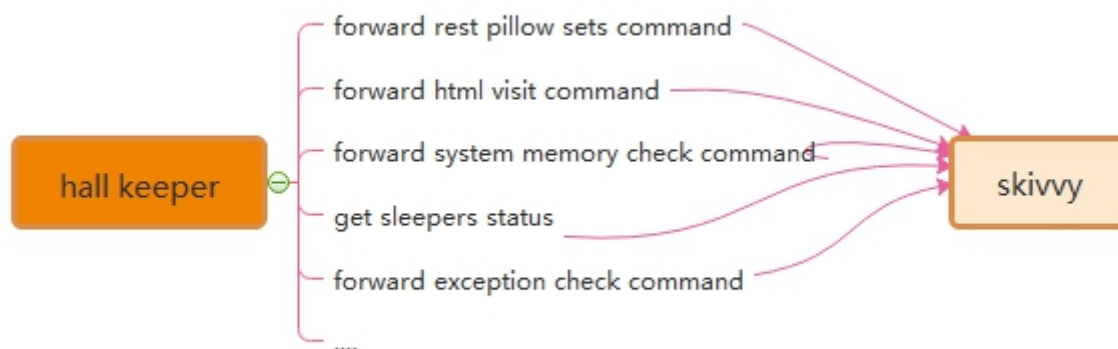 forward rest pillow sets command
forward html visit command
forward system memory check command
hall keeper
skivvy
get sleepers status
forward exception check command
....